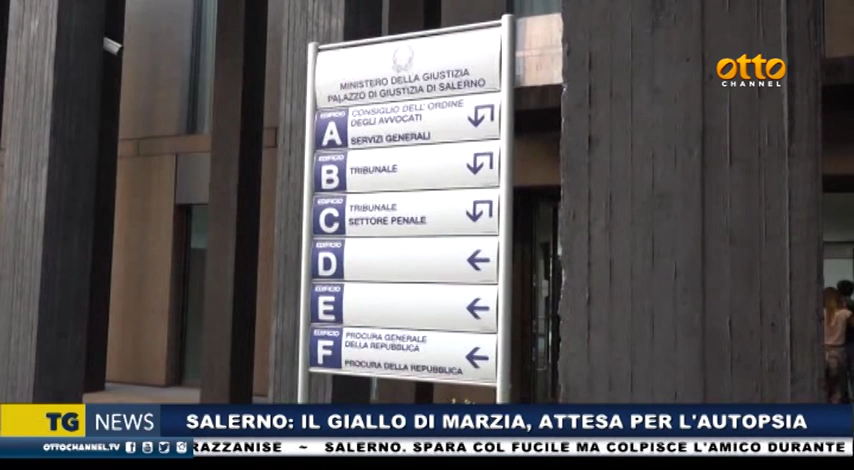 otto
CHANNEL
MINISTERO DELLA GIUSTIZIA
PALAZZO DI GIUSTIZIA DI SALERNO
EDIFICIO
A
CONSIGLIO DELL'ORDINE
DEGLI AVVOCATI
SERVIZI GENERALI
EDIFICIO
B
TRIBUNALE
EDIFICIO
C
TRIBUNALE
SETTORE PENALE
EDIFICIO
D
EDIFICIO
E
EDIFICIO
F
PROCURA GENERALE
DELLA REPUBBLICA
PROCURA DELLA REPUBBLICA
TG NEWS
SALERNO: IL GIALLO DI MARZIA, ATTESA PER L'AUTOPSIA
OTTOCHANNEL.TV
RAZZANISE ~ SALERNO. SPARA COL FUCILE MA COLPISCE L'AMICO DURANTE